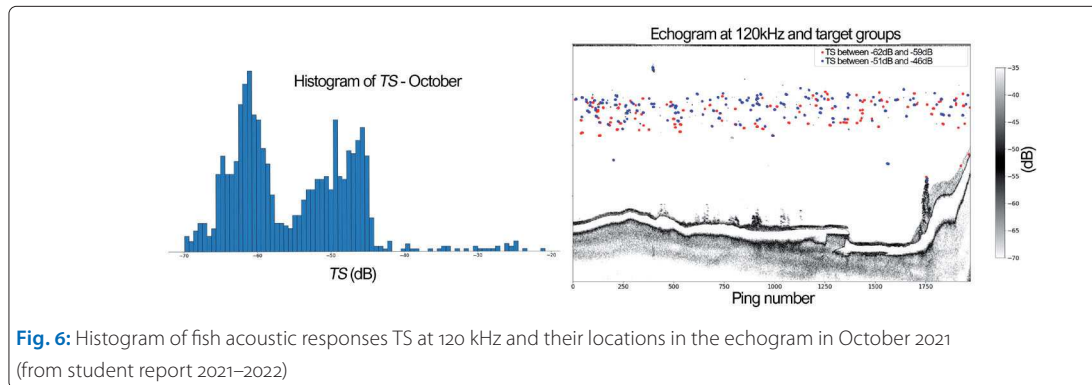 Echogram at 120kHz and target groups
TS between -62dB and -59dB
TS between -51dB and -46dB
Histogram of TS - October
-70
-60
-50
-40
-30
-20
TS (dB)
-35
-40
-45
-50
-55
-60
-65
-70
(dB)
0
250
500
750
1000
1250
1500
1750
Ping number
Fig. 6: Histogram of fish acoustic responses TS at 120 kHz and their locations in the echogram in October 2021
(from student report 2021–2022)